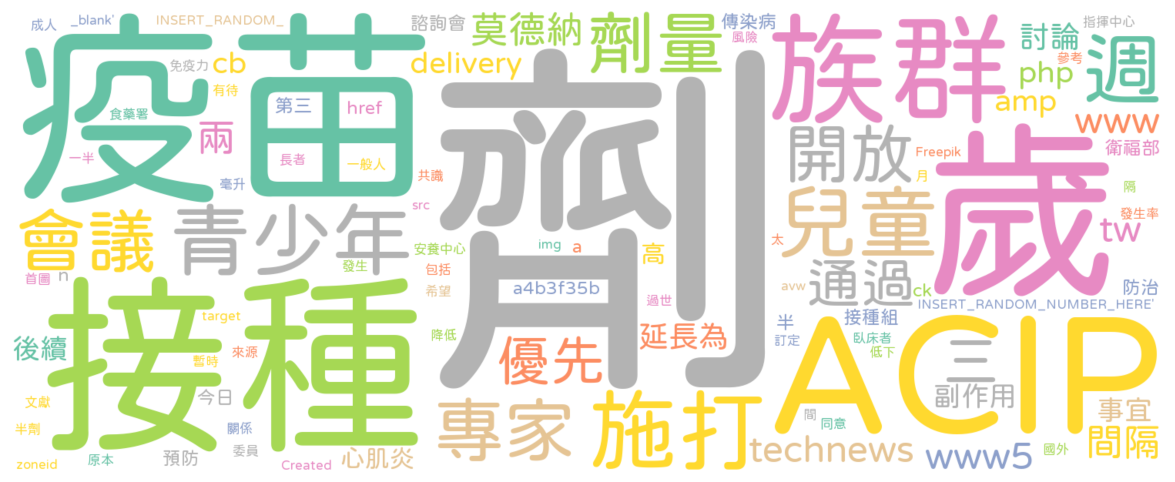 成人
_blank'
INSERT_RANDOM_
諮詢會
莫德納
劑量
傳染病
風險
族群
討論
指揮中心
參考
週
疫苗
免疫力
cb
delivery
php
amp
www
有待
食藥署
第三
href
兩
劑
開放
Freepik
衛福部
一半
長者
一般人
共識
毫升
月
歲
隔
會議
青少年
src
兒童
發生率
tw
安養中心
img
a
高
太
首圖
n
發生
包括
希望
a4b3f35b
過世
通過
avw
ck
防治
INSERT_RANDOM_NUMBER_HERE'
接種
target
降低
延長為
半
接種組
訂定
臥床者
低下
ACIP
後續
來源
暫時
優先
三
副作用
今日
文獻
專家
施打
間
同意
事宜
半劑
關係
間隔
委員
technews
www5
國外
zoneid
原本
預防
Created
心肌炎